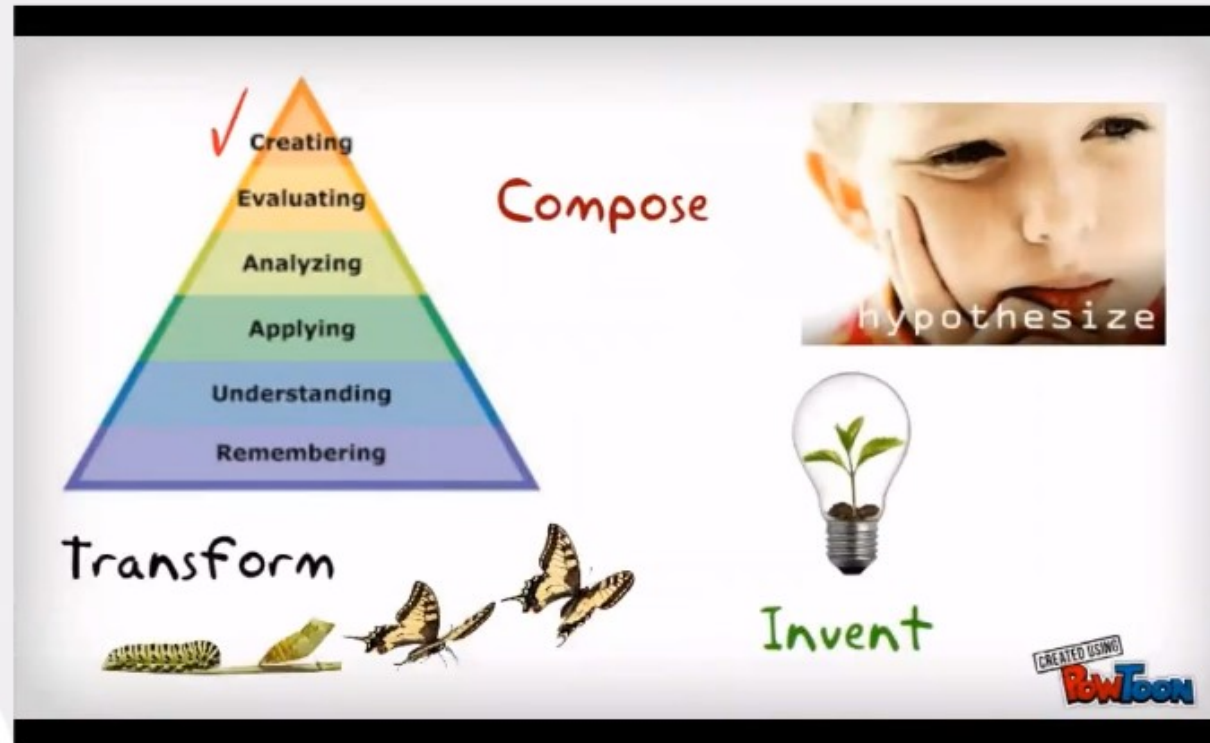 Creating
Evaluating
Analyzing
Applying
Understanding
Remembering
Compose
hypothesize
Transform
Invent
CREATED USING
POWTOON